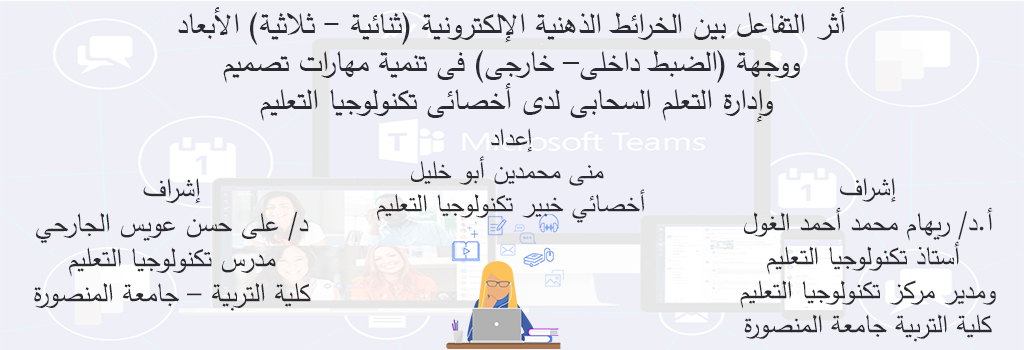 أثر التفاعل بين الخرائط الذهنية الإلكترونية (ثنائية - ثلاثية) الأبعاد
ووجهة (الضبط داخلى- خارجى) فى تنمية مهارات تصميم
وإدارة التعلم السحابى لدى أخصائى تكنولوجيا التعليم
Microsoft Teams
إعداد
منى محمدين أبو خليل
أخصائي خبير تكنولوجيا التعليم
إشراف
أ.د/ ريهام محمد أحمد الغول
أستاذ تكنولوجيا التعليم
ومدير مركز تكنولوجيا التعليم
كلية التربية جامعة المنصورة
إشراف
د/ على حسن عويس الجارحي
مدرس تكنولوجيا التعليم
كلية التربية – جامعة المنصورة
1
1